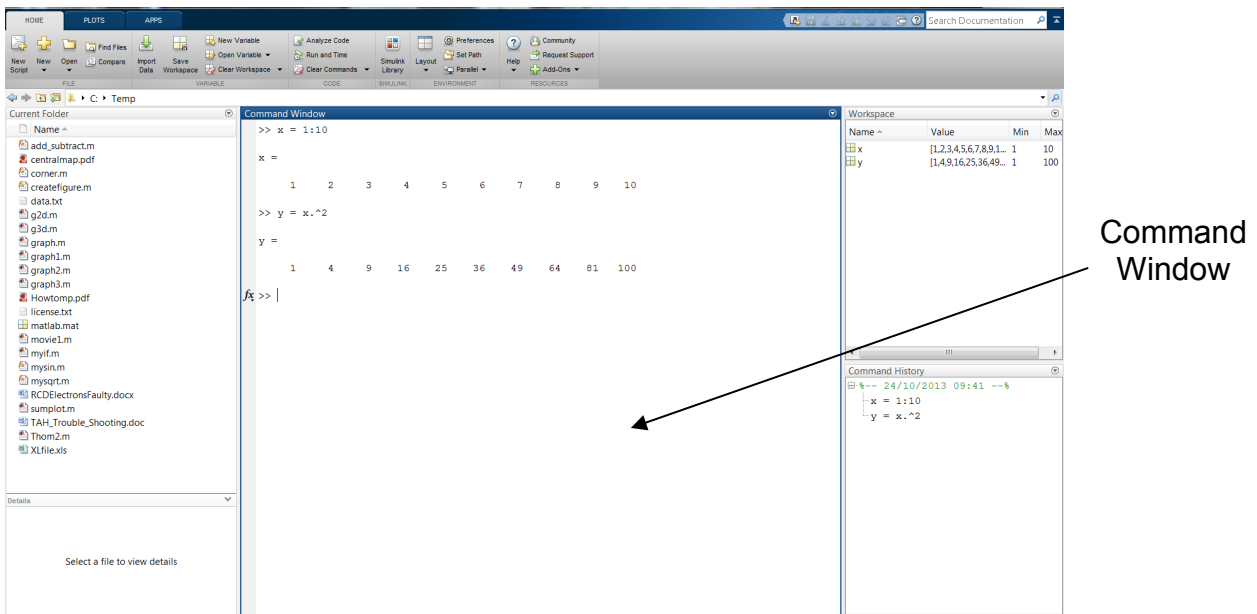 HOME PLOTS APPS
Search Documentation
New Script
New
Open
Find Files
Compare
Import Data
Save Workspace
New Variable
Open Variable
Clear Workspace
Analyze Code
Run and Time
Clear Commands
Simulink Library
Layout
Preferences
Set Path
Parallel
Help
Community
Request Support
Add-Ons
FILE VARIABLE CODE SIMULINK ENVIRONMENT RESOURCES
C: Temp
Current Folder
Name
add_subtract.m
centralmap.pdf
corner.m
createfigure.m
data.txt
g2d.m
g3d.m
graph.m
graph1.m
graph2.m
graph3.m
Howtomp.pdf
license.txt
matlab.mat
movie1.m
myif.m
mysin.m
mysqrt.m
RCDElectronsFaulty.docx
sumplot.m
TAH_Trouble_Shooting.doc
Thom2.m
XLfile.xls
Details
Select a file to view details
Command Window
>> x = 1:10
x =
1 2 3 4 5 6 7 8 9 10
>> y = x.^2
y =
1 4 9 16 25 36 49 64 81 100
fx >>
Workspace
Name Value Min Max
x [1,2,3,4,5,6,7,8,9,1... 1 10
y [1,4,9,16,25,36,49... 1 100
Command History
%-- 24/10/2013 09:41 --%
x = 1:10
y = x.^2
Command
Window